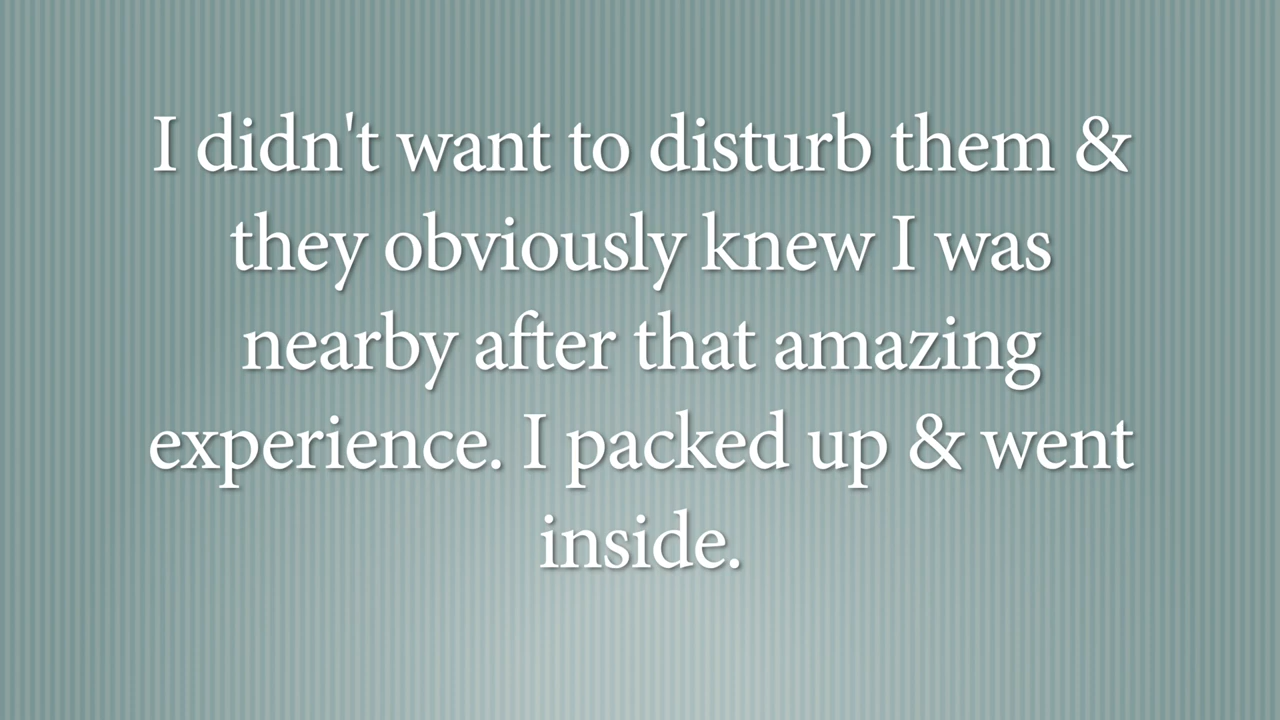 I didn't want to disturb them &
they obviously knew I was
nearby after that amazing
experience. I packed up & went
inside.